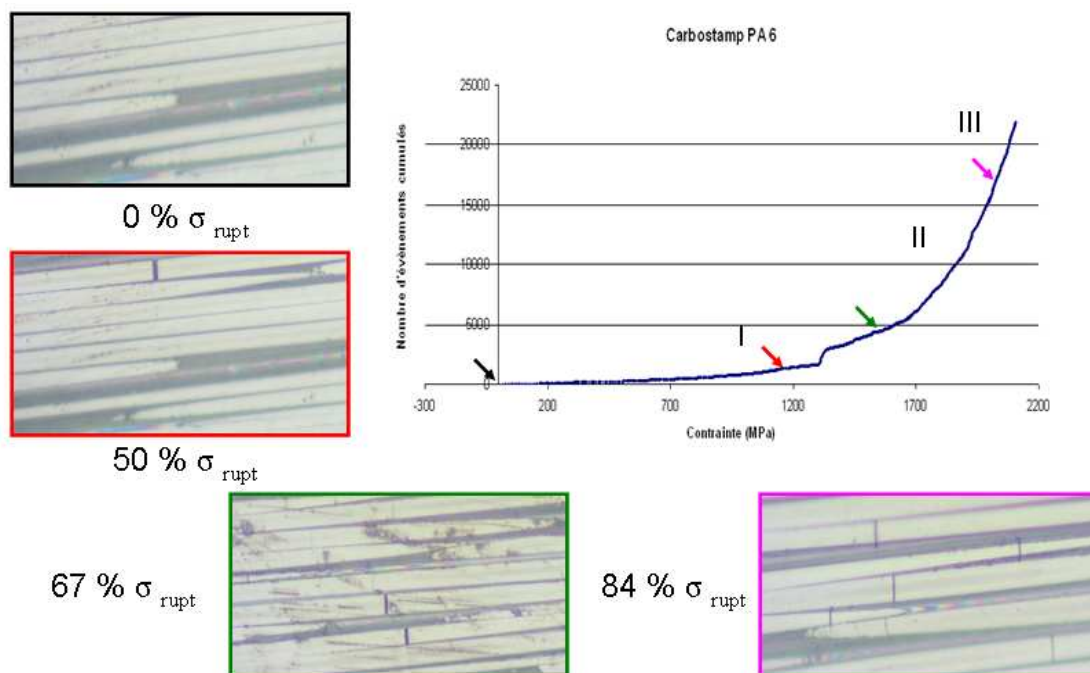 Carbostamp PA 6
Nombre d'évènements cumulés
25000
20000
15000
10000
5000
0
-300 200 700 1200 1700 2200
Contrainte (MPa)
I
II
III
0 % σ rupt
50 % σ rupt
67 % σ rupt
84 % σ rupt